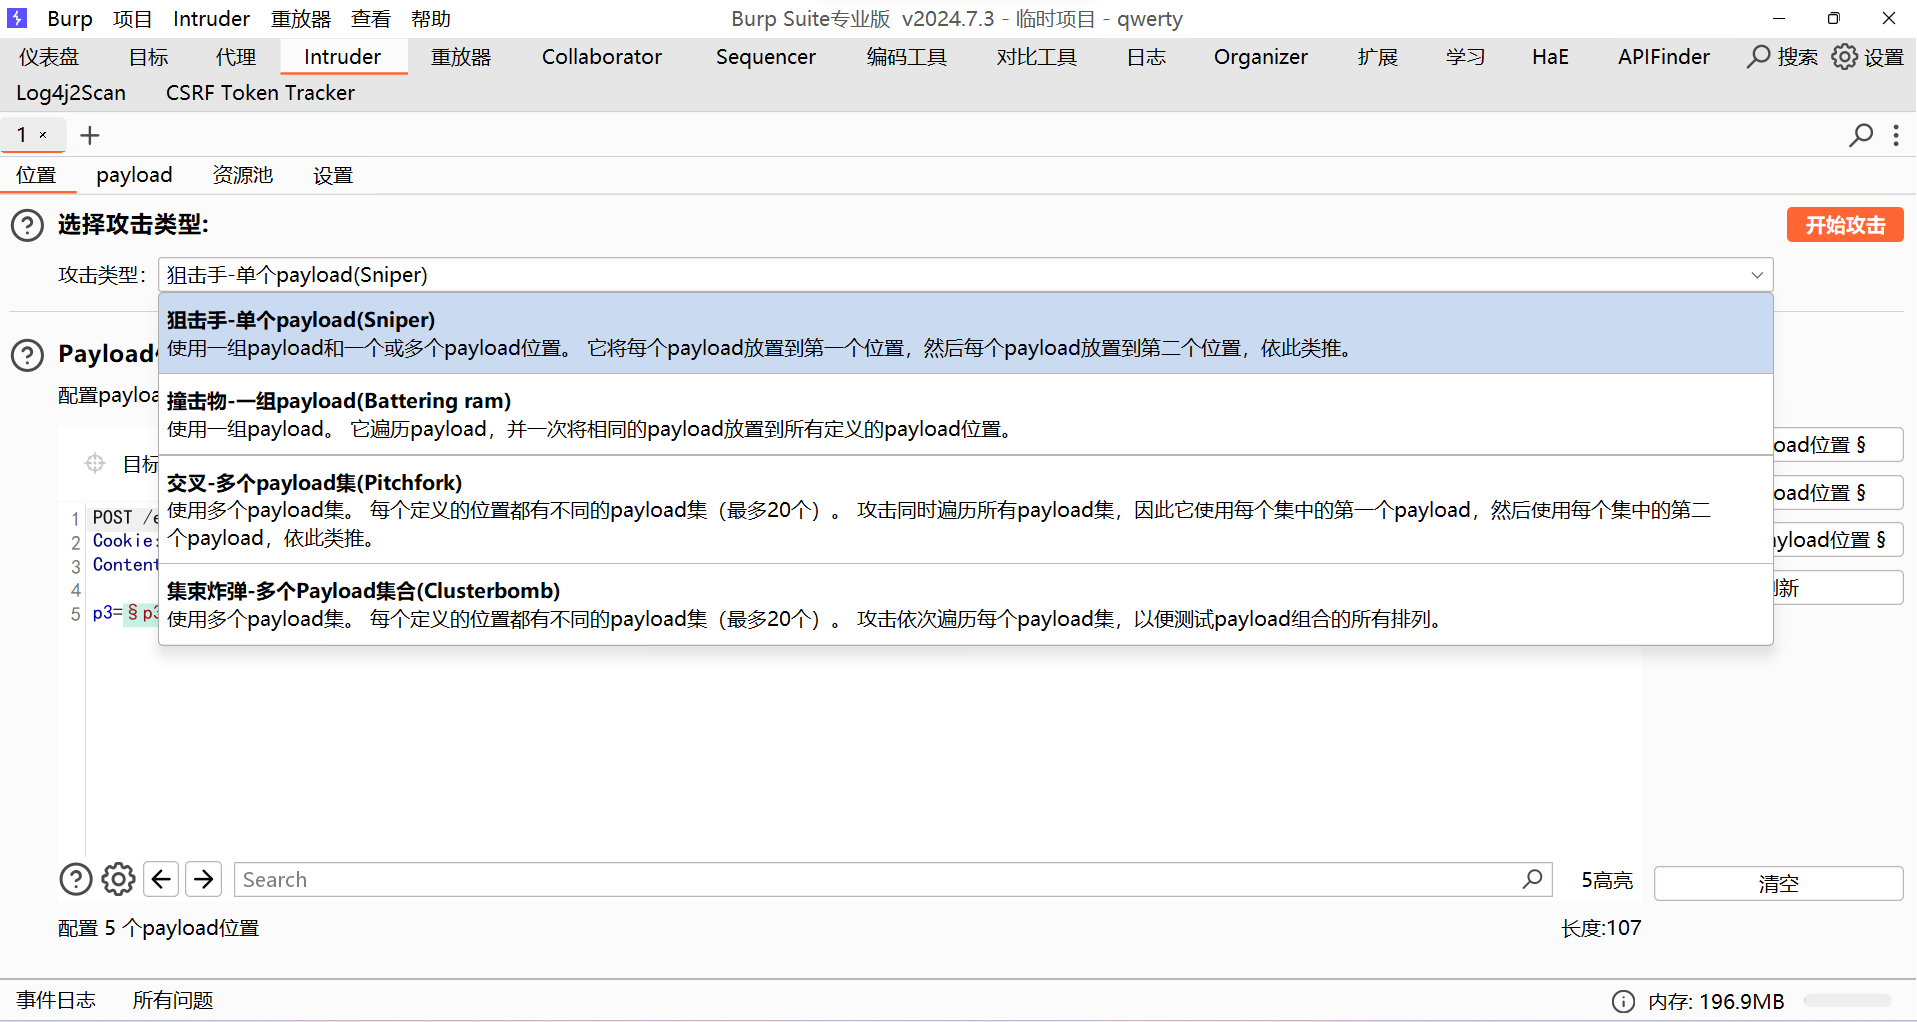 Burp 项目 Intruder 重放器 查看 帮助 Burp Suite专业版 v2024.7.3 - 临时项目 - qwerty
仪表盘 目标 代理 Intruder 重放器 Collaborator Sequencer 编码工具 对比工具 日志 Organizer 扩展 学习 HaE APIFinder 搜索 设置
Log4j2Scan CSRF Token Tracker
1 × +
位置 payload 资源池 设置
选择攻击类型: 开始攻击
攻击类型: 狙击手-单个payload(Sniper)
狙击手-单个payload(Sniper)
使用一组payload和一个或多个payload位置。 它将每个payload放置到第一个位置，然后每个payload放置到第二个位置，依此类推。
Payload
配置payloa
撞击物-一组payload(Battering ram)
使用一组payload。 它遍历payload，并一次将相同的payload放置到所有定义的payload位置。
oad位置 §
目标
交叉-多个payload集(Pitchfork)
使用多个payload集。 每个定义的位置都有不同的payload集（最多20个）。 攻击同时遍历所有payload集，因此它使用每个集中的第一个payload，然后使用每个集中的第二
个payload，依此类推。
oad位置 §
yload位置 §
1 POST /e
2 Cookie:
3 Content
4
5 p3=§p3
集束炸弹-多个Payload集合(Clusterbomb)
使用多个payload集。 每个定义的位置都有不同的payload集（最多20个）。 攻击依次遍历每个payload集，以便测试payload组合的所有排列。
刷新
Search 5高亮 清空
配置 5 个payload位置 长度:107
事件日志 所有问题 内存: 196.9MB